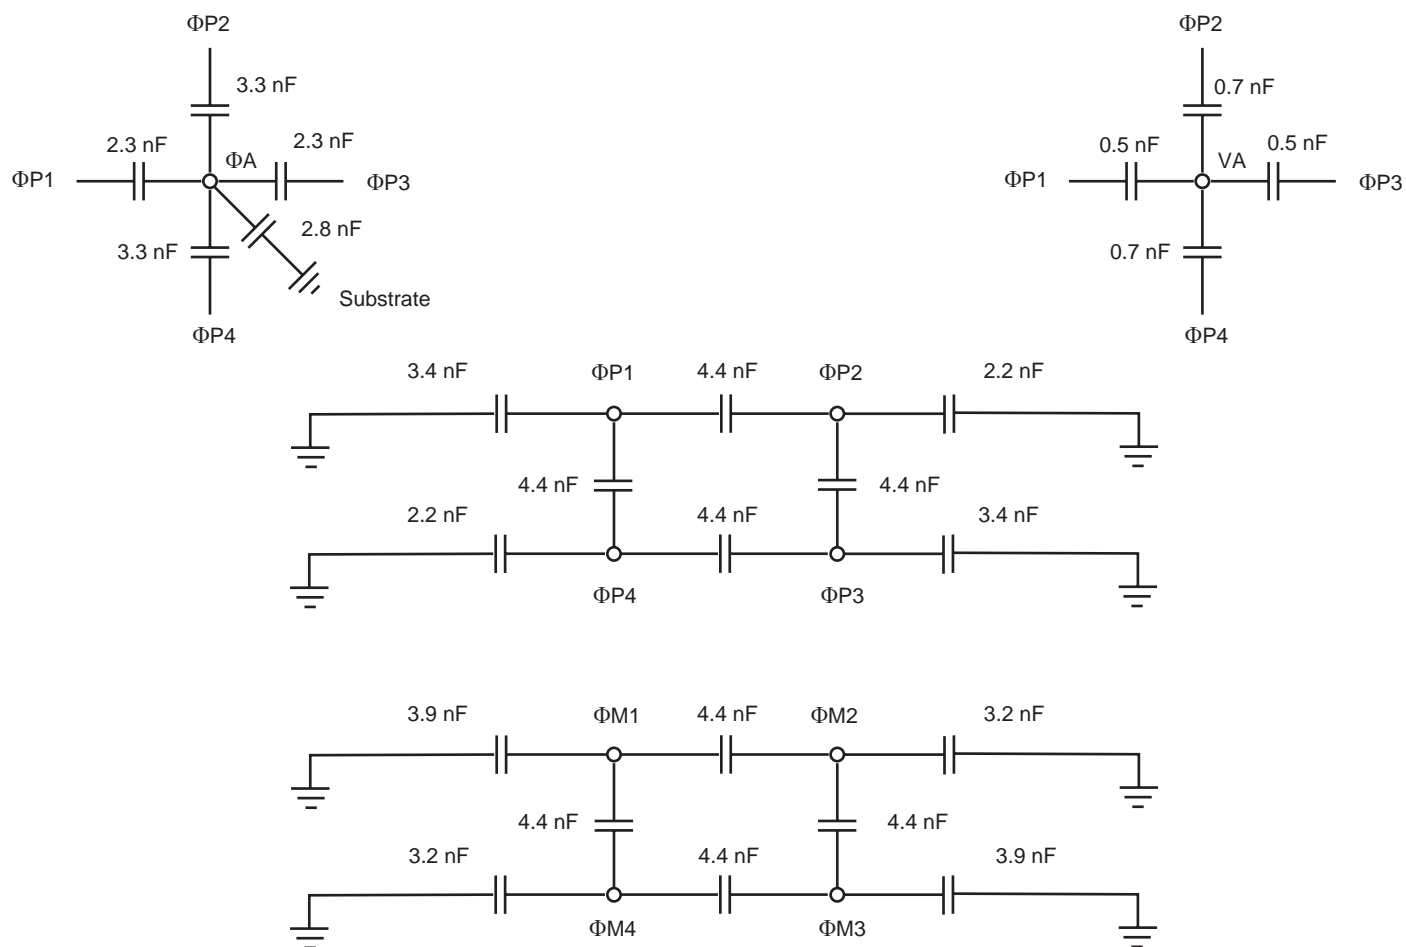 ΦP2
3.3 nF
2.3 nF
2.3 nF
ΦA
ΦP1
ΦP3
2.8 nF
3.3 nF
Substrate
ΦP4
ΦP2
0.7 nF
0.5 nF
0.5 nF
VA
ΦP1
ΦP3
0.7 nF
ΦP4
3.4 nF
ΦP1
4.4 nF
ΦP2
2.2 nF
4.4 nF
4.4 nF
2.2 nF
4.4 nF
3.4 nF
ΦP4
ΦP3
3.9 nF
ΦM1
4.4 nF
ΦM2
3.2 nF
4.4 nF
4.4 nF
3.2 nF
4.4 nF
3.9 nF
ΦM4
ΦM3